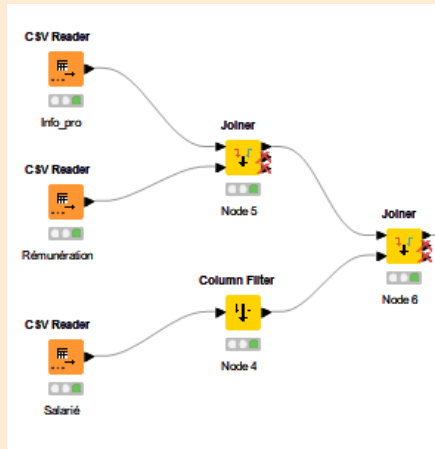 CSV Reader
Info_pro
Joiner
CSV Reader
Node 5
Joiner
Rémunération
Column Filter
Node 6
CSV Reader
Node 4
Salarié